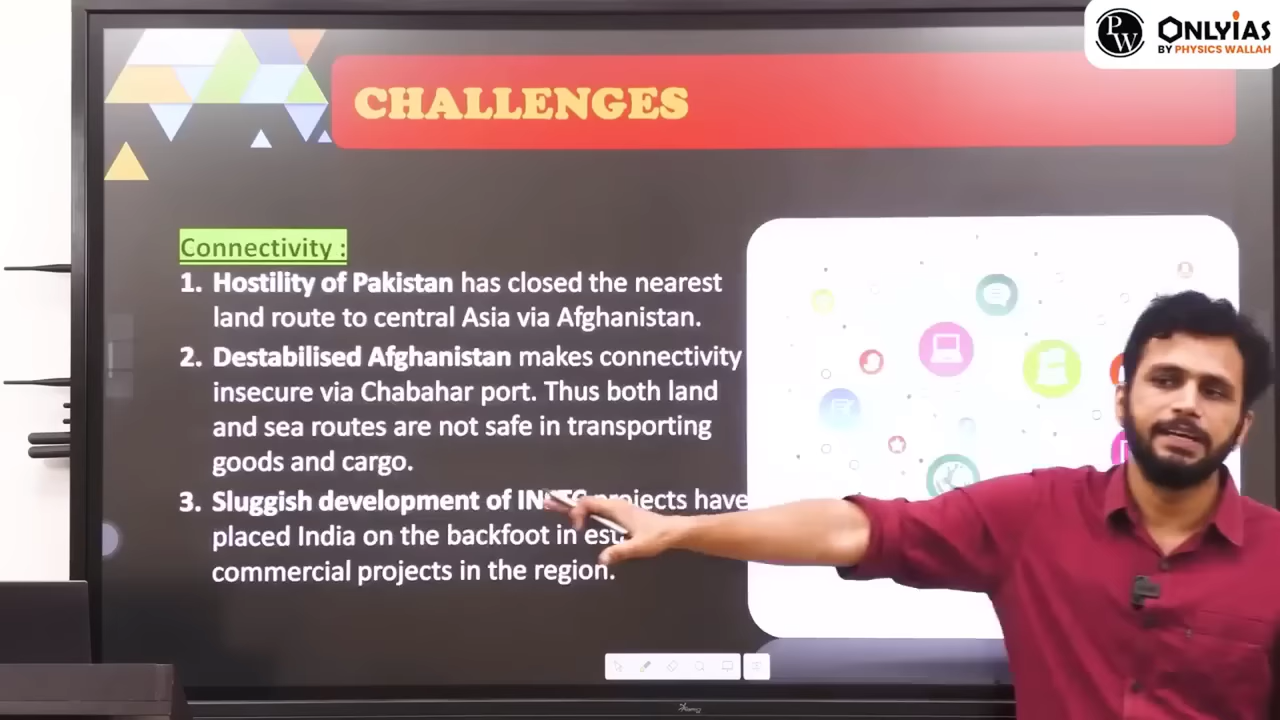 PW
ONLYIAS
BY PHYSICS WALLAH
CHALLENGES
Connectivity :
1. Hostility of Pakistan has closed the nearest
land route to central Asia via Afghanistan.
2. Destabilised Afghanistan makes connectivity
insecure via Chabahar port. Thus both land
and sea routes are not safe in transporting
goods and cargo.
3. Sluggish development of have
placed India on the backfoot in
commercial projects in the region.